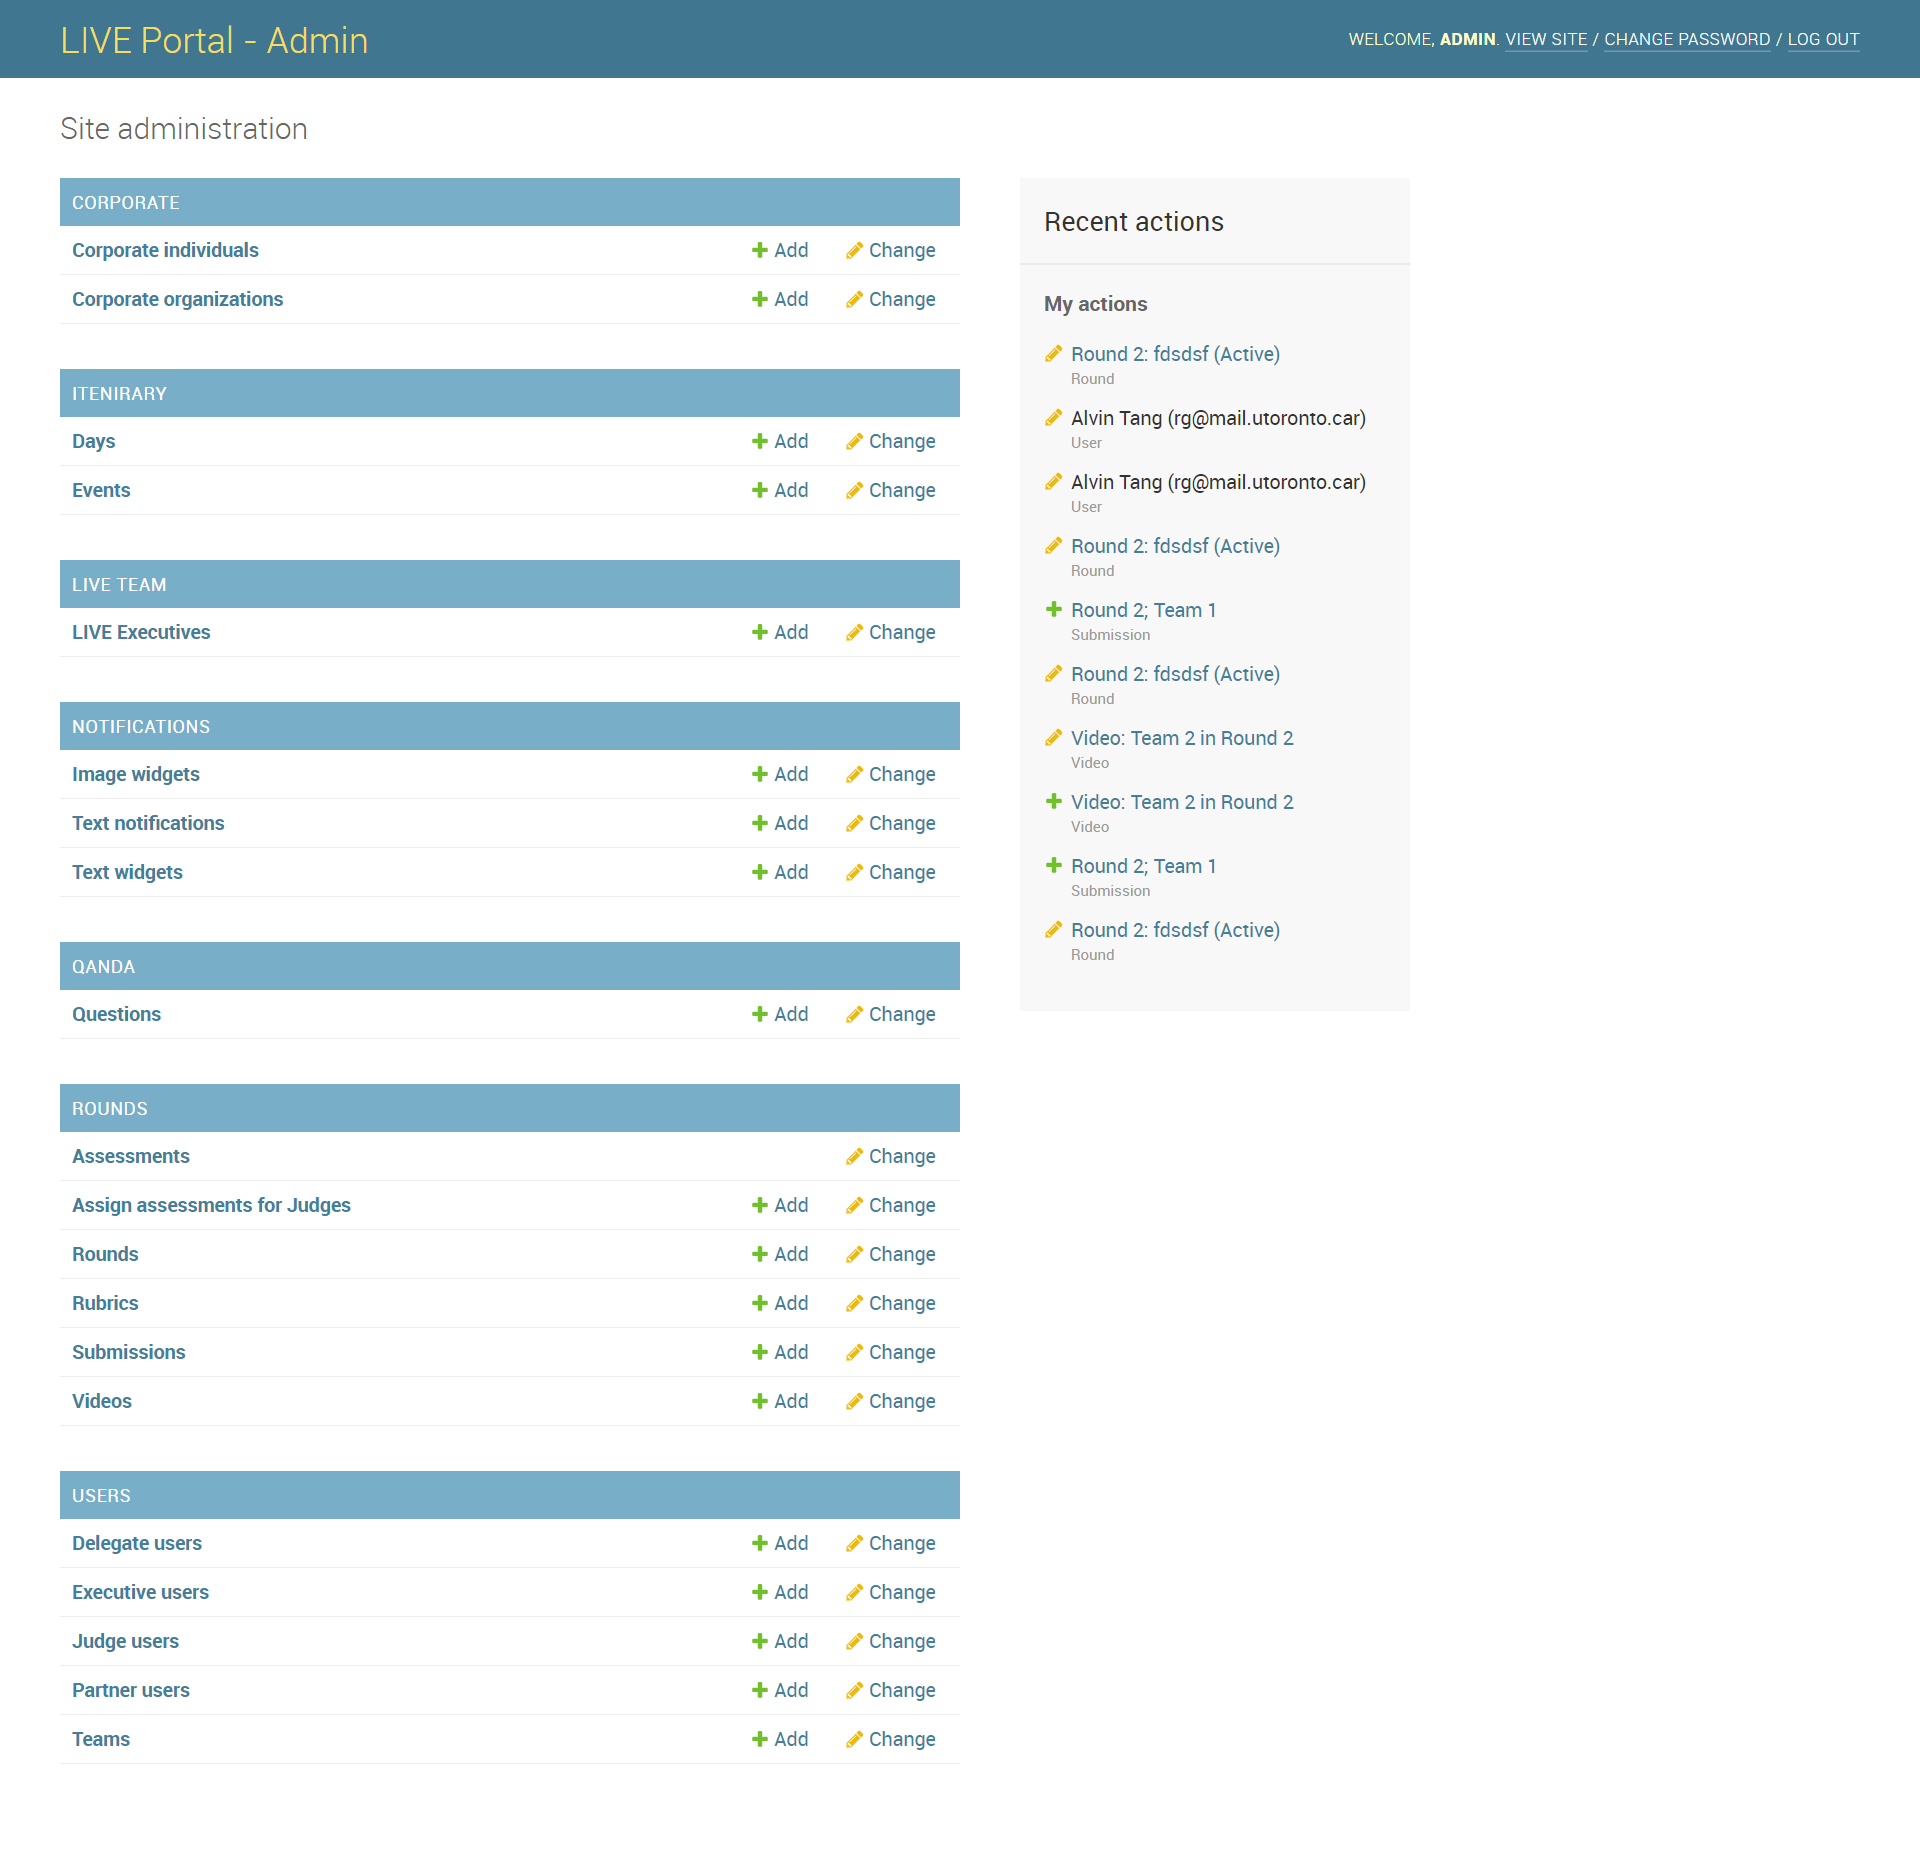 LIVE Portal - Admin
WELCOME, ADMIN. VIEW SITE / CHANGE PASSWORD / LOG OUT
Site administration
CORPORATE
Corporate individuals Add Change
Corporate organizations Add Change
ITENIRARY
Days Add Change
Events Add Change
LIVE TEAM
LIVE Executives Add Change
NOTIFICATIONS
Image widgets Add Change
Text notifications Add Change
Text widgets Add Change
QANDA
Questions Add Change
ROUNDS
Assessments Change
Assign assessments for Judges Add Change
Rounds Add Change
Rubrics Add Change
Submissions Add Change
Videos Add Change
USERS
Delegate users Add Change
Executive users Add Change
Judge users Add Change
Partner users Add Change
Teams Add Change
Recent actions
My actions
Round 2: fdsdsf (Active)
Round
Alvin Tang (rg@mail.utoronto.car)
User
Alvin Tang (rg@mail.utoronto.car)
User
Round 2: fdsdsf (Active)
Round
Round 2; Team 1
Submission
Round 2: fdsdsf (Active)
Round
Video: Team 2 in Round 2
Video
Video: Team 2 in Round 2
Video
Round 2; Team 1
Submission
Round 2: fdsdsf (Active)
Round